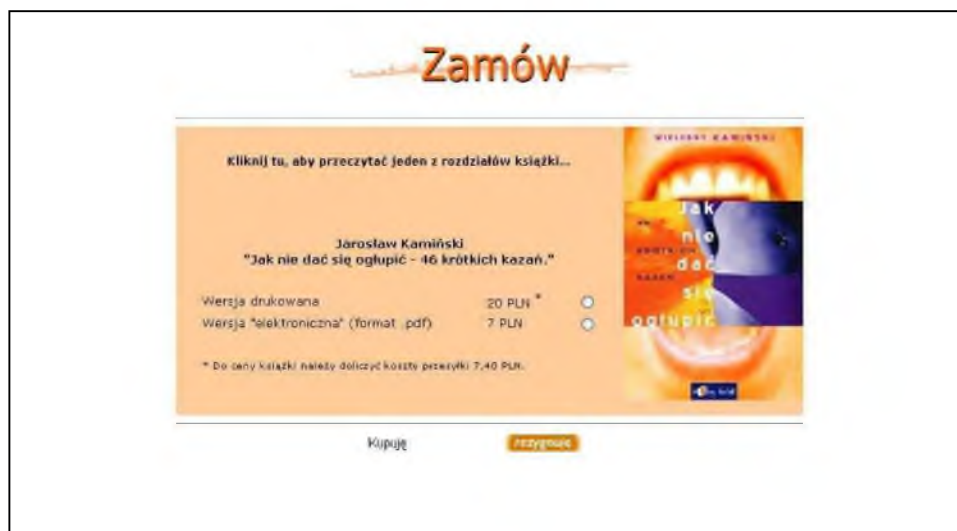 Zamów
Kliknij tu, aby przeczytać jeden z rozdziałów książki...
Jarosław Kamiński
"Jak nie dać się ogłupić - 46 krótkich kazań."
Wersja drukowana 20 PLN *
Wersja "elektroniczna" (format .pdf) 7 PLN
* Do ceny książki należy doliczyć koszty przesyłki 7,40 PLN.
KAMIŃSKI
Jak
nie
dać
się
ogłupić
Kupuję rezygnuję